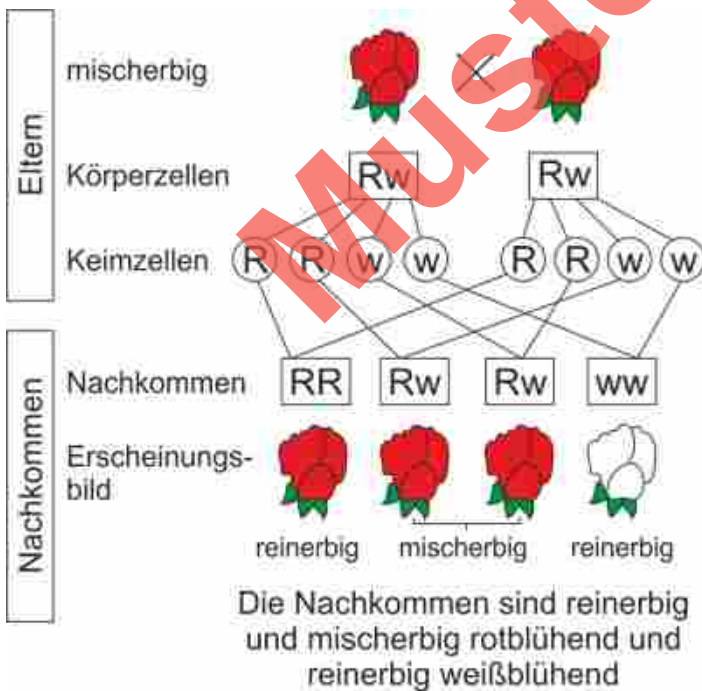 mischerbig
Eltern
Körperzellen
Rw
Rw
Keimzellen
R R w w R R w w
Nachkommen
Nachkommen
RR Rw Rw ww
Erscheinungs-
bild
reinerbig mischerbig reinerbig
Die Nachkommen sind reinerbig
und mischerbig rotblühend und
reinerbig weißblühend
Muste